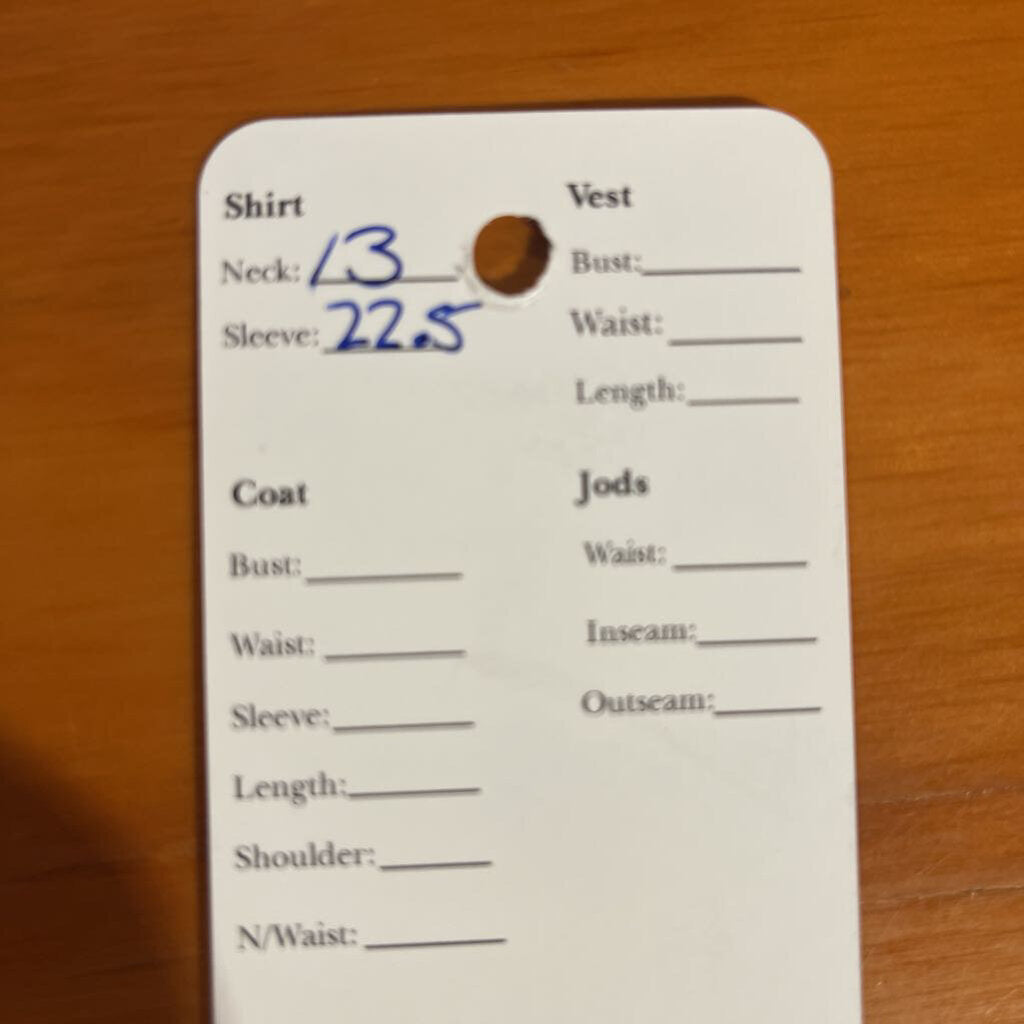 Shirt
Neck: 13
Sleeve: 22.5
Vest
Bust:
Waist:
Length:
Coat
Bust:
Waist:
Sleeve:
Length:
Shoulder:
N/Waist:
Jods
Waist:
Inseam:
Outseam: